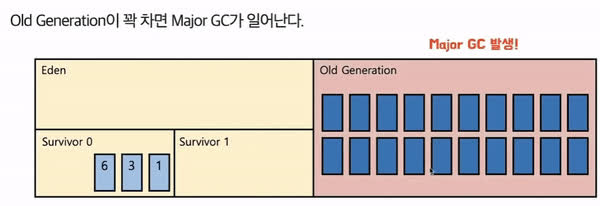 Old Generation이 꽉 차면 Major GC가 일어난다.
Major GC 발생!
Eden
Old Generation
Survivor 0
Survivor 1
6 3 1